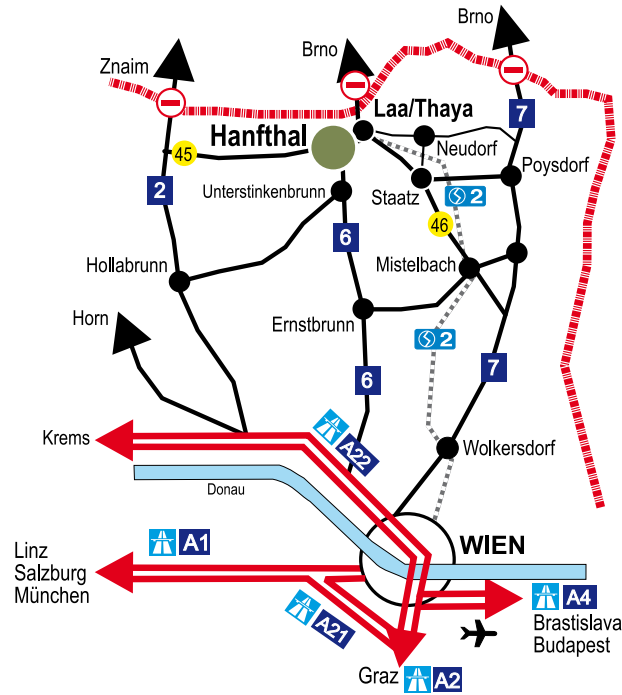 Brno
Brno
Znaim
7
Laa/Thaya
Hanfthal
Neudorf
45
Poysdorf
2
Unterstinkenbrunn
Staatz
S 2
6
46
Hollabrunn
Mistelbach
Horn
Ernstbrunn
S 2
6
7
Krems
A22
Wolkersdorf
Donau
A1
WIEN
Linz
Salzburg
München
A21
A4
Brastislava
Budapest
Graz
A2